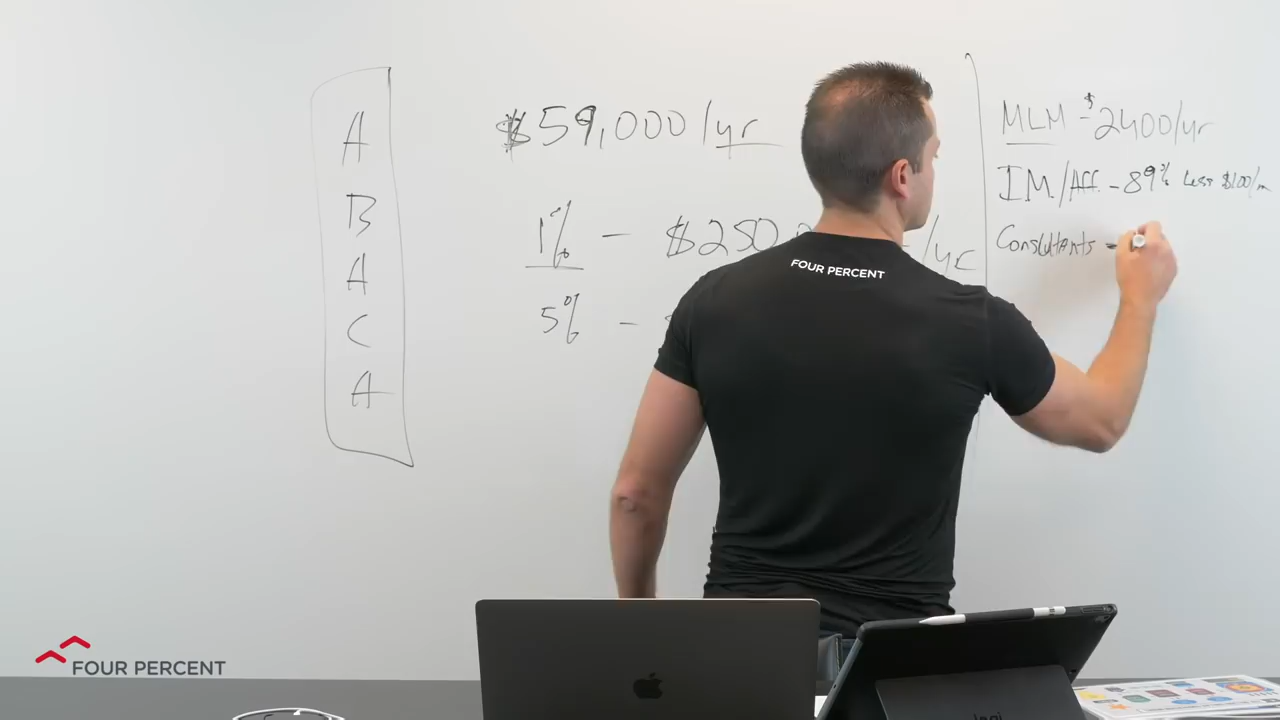 A
B
A
C
A
$59,000/yr
1% - $250, /yr
5% -
MLM - $2400/yr
IM/Aff. - 89% Less $100/m
Consultants -
FOUR PERCENT
FOUR PERCENT